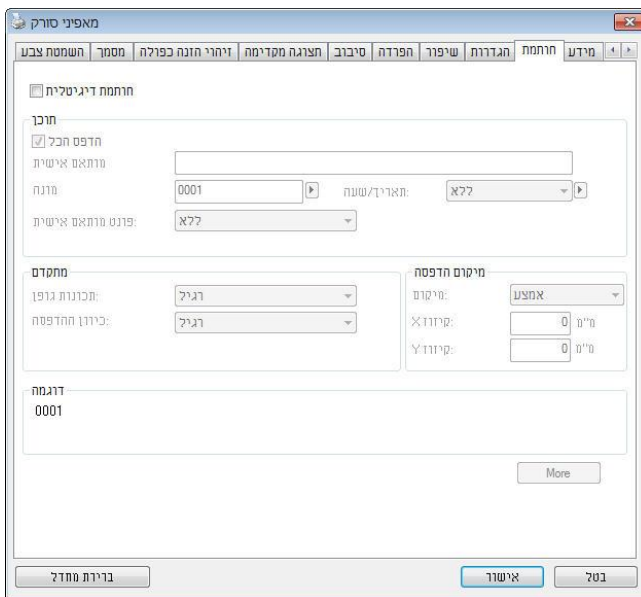 מאפיני סורק
השמטת צבע מסמך זיהוי הזנה כפולה תצוגה מקדימה סיבוב הפרדה שיפור הגדרות חותמת מידע
חותמת דיגיטלית
תוכן
הדפס הכל
מותאם אישית
מונה 0001 תאריך/שעה: ללא
פונט מותאם אישית: ללא
מתקדם
תכונות גופן: רגיל
כיוון ההדפסה: רגיל
מיקום הדפסה
מיקום: אמצע
קיזוז X: 0 מ"מ
קיזוז Y: 0 מ"מ
דוגמה
0001
More
ברירת מחדל אישור בטל